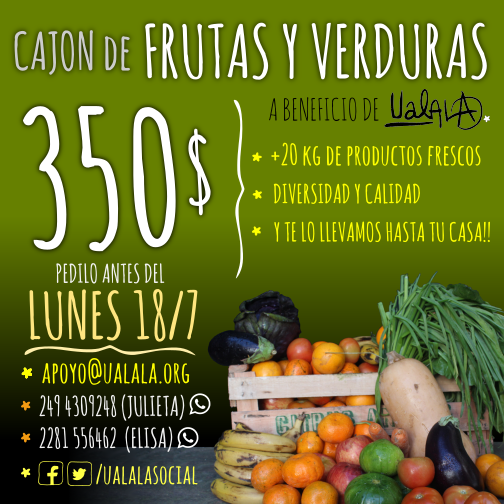 CAJON DE FRUTAS Y VERDURAS
350$
A BENEFICIO DE UalALA.
+20 KG DE PRODUCTOS FRESCOS
DIVERSIDAD Y CALIDAD
Y TE LO LLEVAMOS HASTA TU CASA!!
PEDILO ANTES DEL
LUNES 18/7
APOYO@UALALA.ORG
249 4309248 (JULIETA)
2281 556462 (ELISA)
/UALALASOCIAL